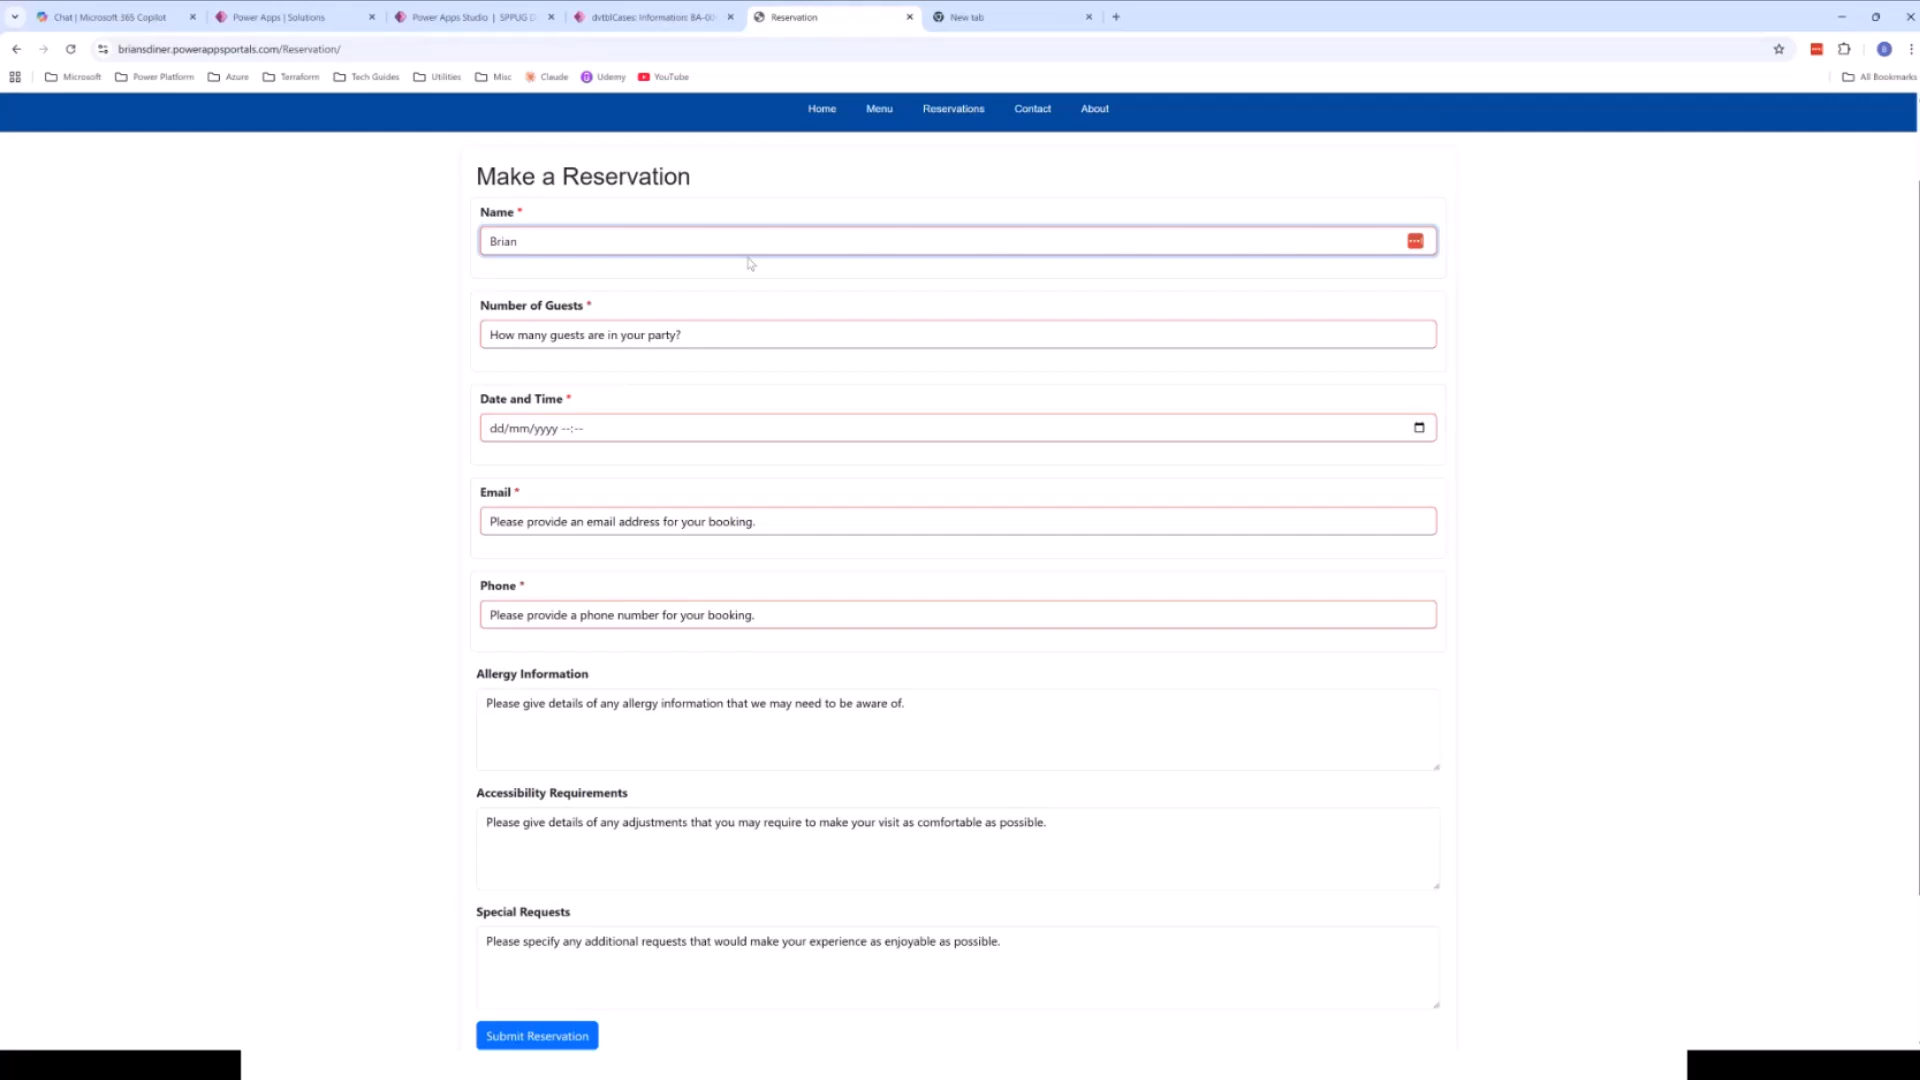 Chat | Microsoft 365 Copilot
Power Apps | Solutions
Power Apps Studio | SPPUG D
dvtblCases: Information: BA-00
Reservation
New tab
briansdiner.powerappsportals.com/Reservation/
Microsoft
Power Platform
Azure
Terraform
Tech Guides
Utilities
Misc
Claude
Udemy
YouTube
All Bookmarks
Home
Menu
Reservations
Contact
About
Make a Reservation
Name *
Brian
Number of Guests *
How many guests are in your party?
Date and Time *
dd/mm/yyyy --:--
Email *
Please provide an email address for your booking.
Phone *
Please provide a phone number for your booking.
Allergy Information
Please give details of any allergy information that we may need to be aware of.
Accessibility Requirements
Please give details of any adjustments that you may require to make your visit as comfortable as possible.
Special Requests
Please specify any additional requests that would make your experience as enjoyable as possible.
Submit Reservation